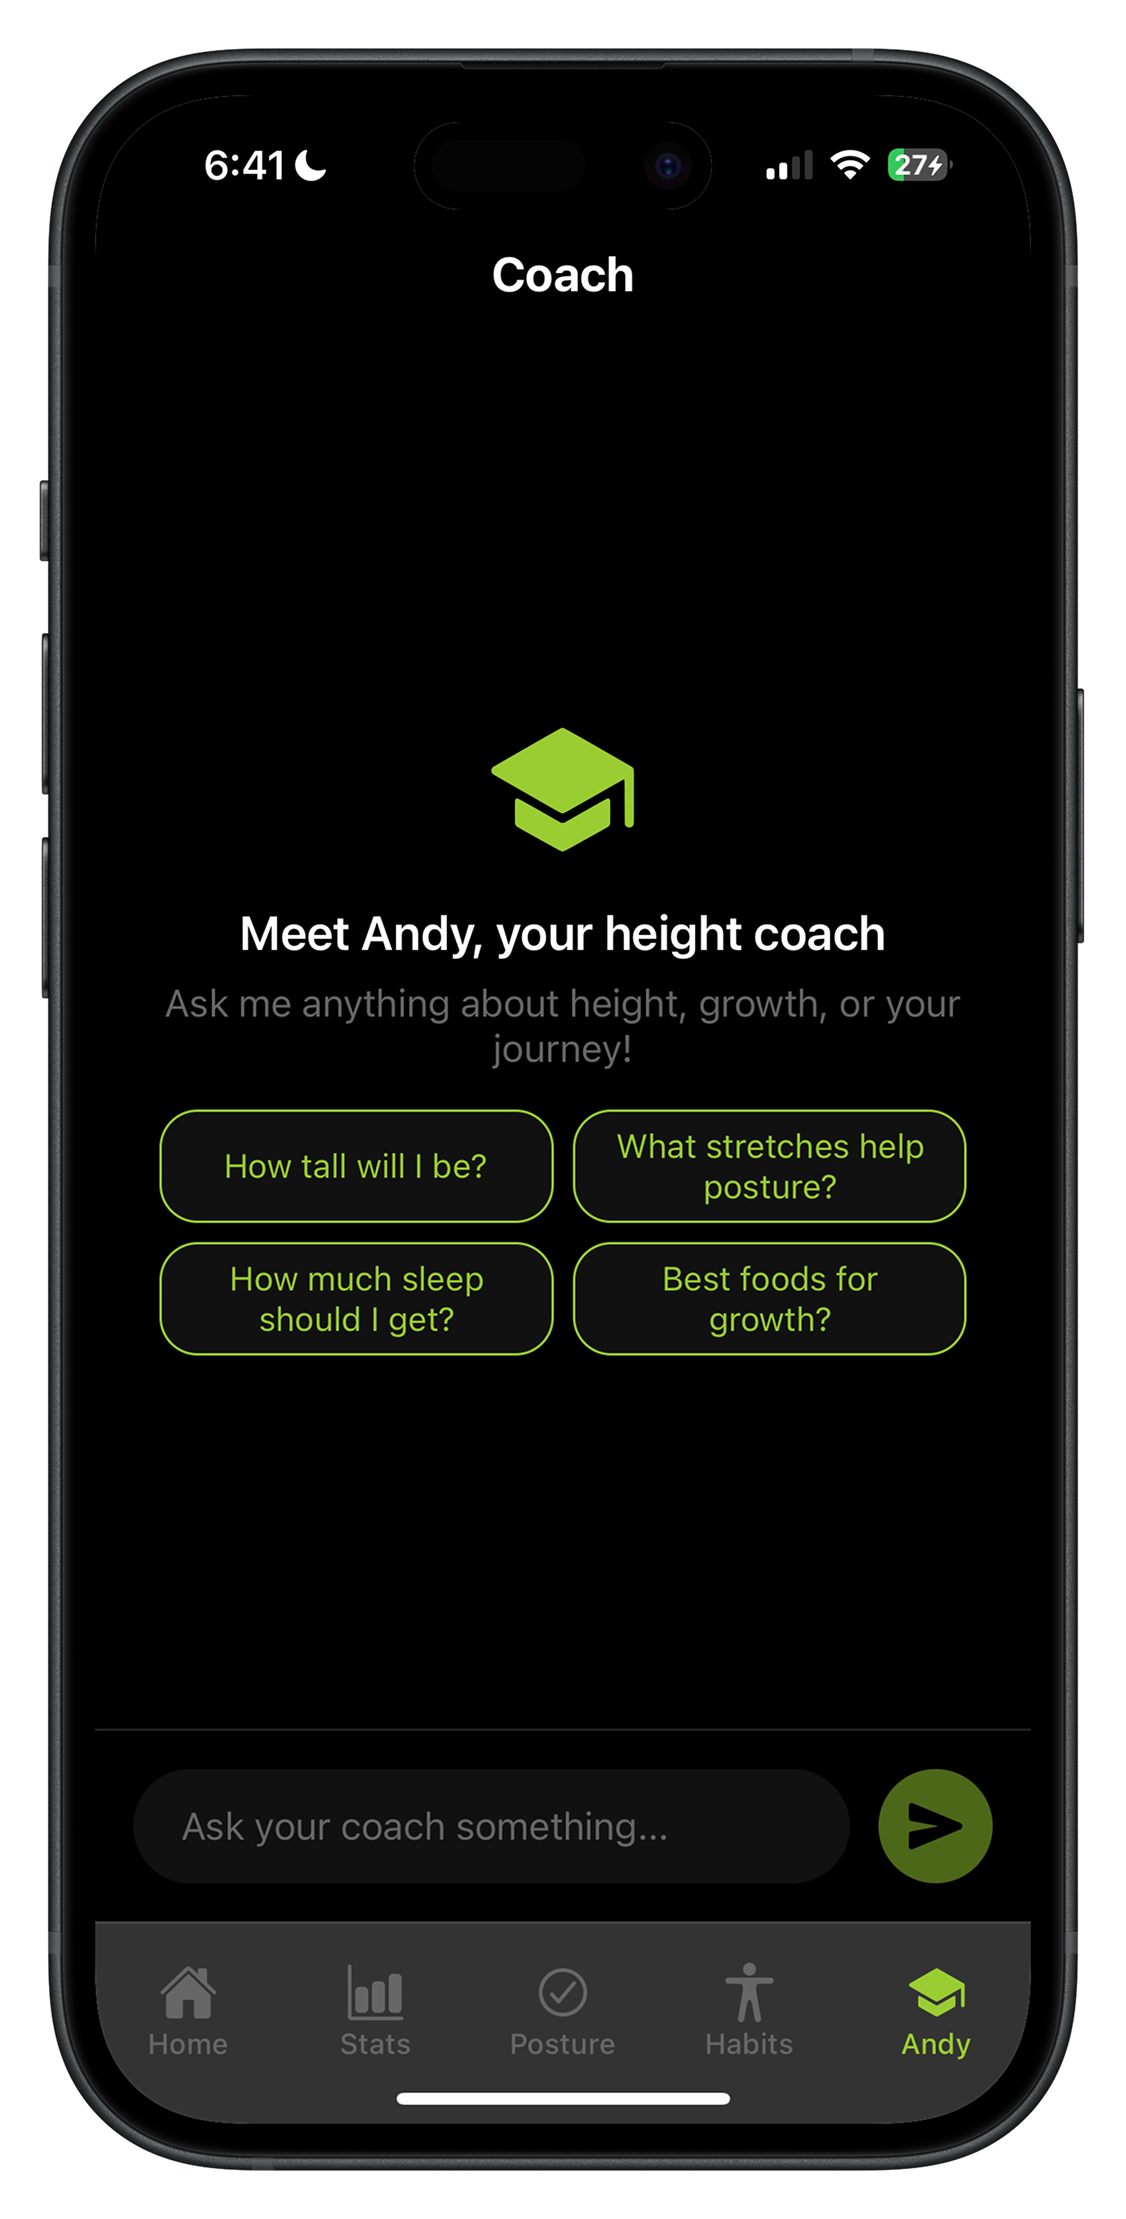 6:41
27
Coach
Meet Andy, your height coach
Ask me anything about height, growth, or your
journey!
How tall will I be?
What stretches help
posture?
How much sleep
should I get?
Best foods for
growth?
Ask your coach something...
Home
Stats
Posture
Habits
Andy